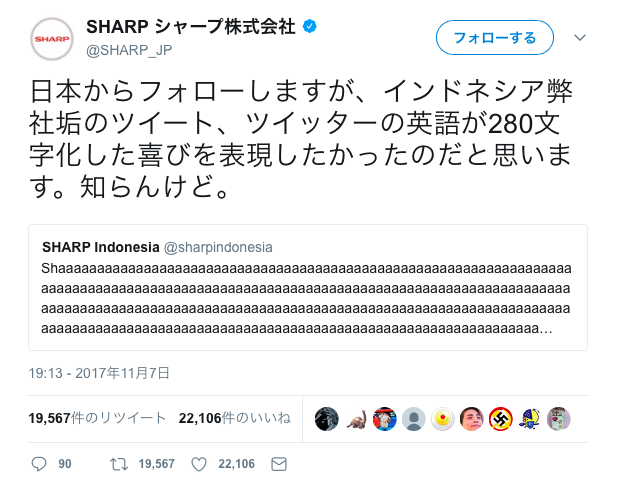 SHARP
SHARP シャープ株式会社
@SHARP_JP
フォローする
日本からフォローしますが、インドネシア弊
社垢のツイート、ツイッターの英語が280文
字化した喜びを表現したかったのだと思いま
す。知らんけど。
SHARP Indonesia @sharpindonesia
Shaaaaaaaaaaaaaaaaaaaaaaaaaaaaaaaaaaaaaaaaaaaaaaaaaaaaaaaaaaaaaaaaaa
aaaaaaaaaaaaaaaaaaaaaaaaaaaaaaaaaaaaaaaaaaaaaaaaaaaaaaaaaaaaaaaaaaaa
aaaaaaaaaaaaaaaaaaaaaaaaaaaaaaaaaaaaaaaaaaaaaaaaaaaaaaaaaaaaaaaaaaaa
aaaaaaaaaaaaaaaaaaaaaaaaaaaaaaaaaaaaaaaaaaaaaaaaaaaaaaaaaaaaaaaa…
19:13 - 2017年11月7日
19,567件のリツイート 22,106件のいいね
90 19,567 22,106